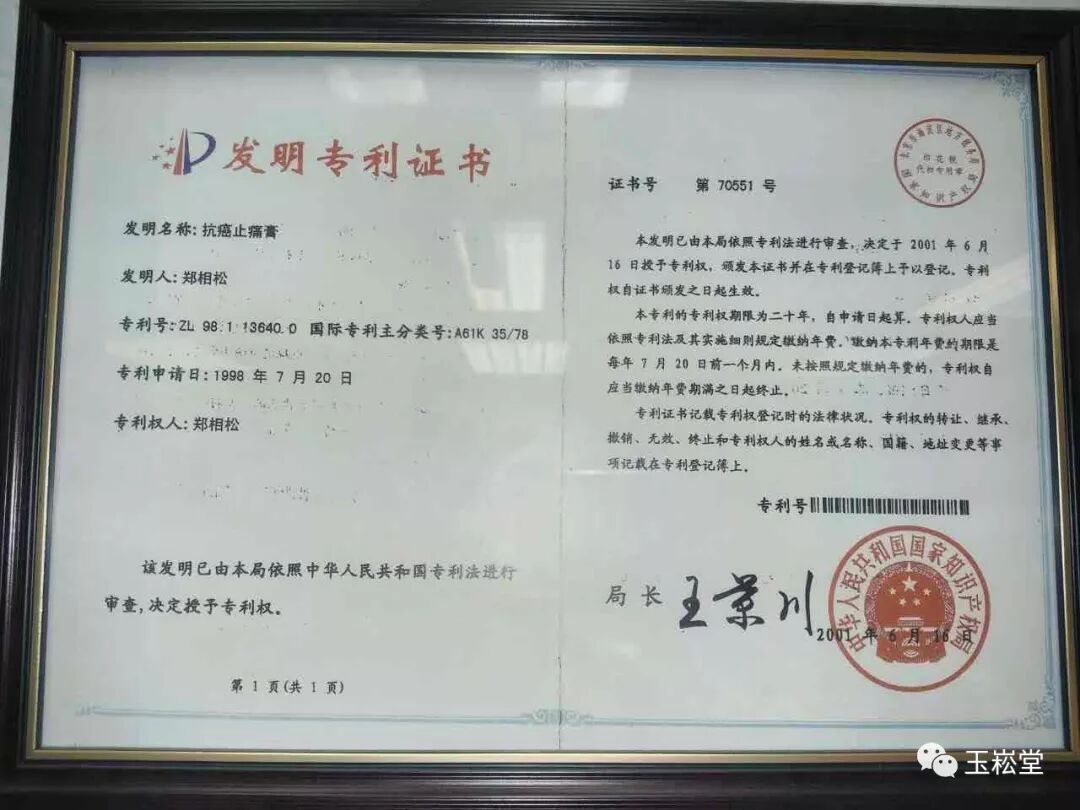 发明专利证书
发明名称:抗癌止痛膏
发明人:郑相松
专利号:ZL 98 1 13640.0 国际专利主分类号:A61K 35/78
专利申请日:1998 年 7 月 20 日
专利权人:郑相松
该发明已由本局依照中华人民共和国专利法进行
审查,决定授予专利权。
第 1 页(共 1 页)
证书号 第 70551 号
印花税
代扣专用章
国家知识产权局
本发明已由本局依照专利法进行审查,决定于 2001 年 6 月
16 日授予专利权,颁发本证书并在专利登记簿上予以登记。专利
权自证书颁发之日起生效。
本专利的专利权期限为二十年,自申请日起算。专利权人应当
依照专利法及其实施细则规定缴纳年费。缴纳本专利年费的期限是
每年 7 月 20 日前一个月内。未按照规定缴纳年费的,专利权自
应当缴纳年费期满之日起终止。
专利证书记载专利权登记时的法律状况。专利权的转让、继承、
撤销、无效、终止和专利权人的姓名或名称、国籍、地址变更等事
项记载在专利登记簿上。
专利号
局长 王景川
中华人民共和国国家知识产权局
2001 年 6 月 16 日
玉崧堂